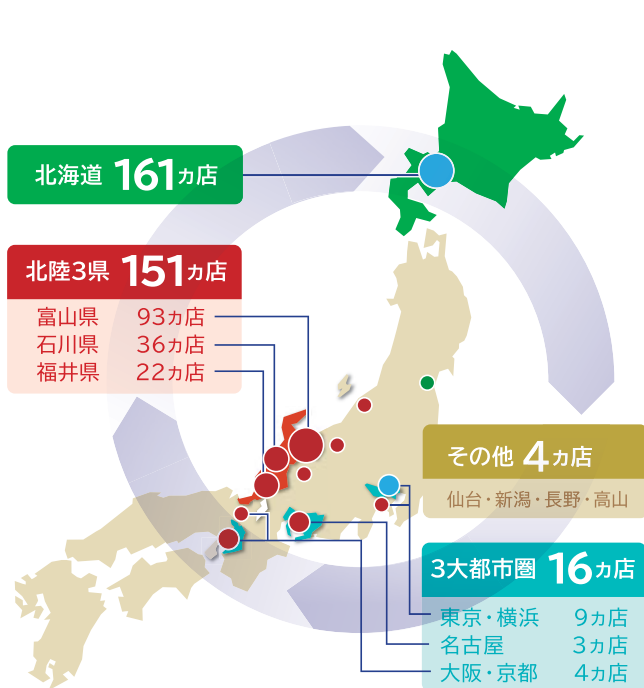 北海道 161ヵ店
北陸3県 151ヵ店
富山県 93ヵ店
石川県 36ヵ店
福井県 22ヵ店
その他 4ヵ店
仙台・新潟・長野・高山
3大都市圏 16ヵ店
東京・横浜 9ヵ店
名古屋 3ヵ店
大阪・京都 4ヵ店